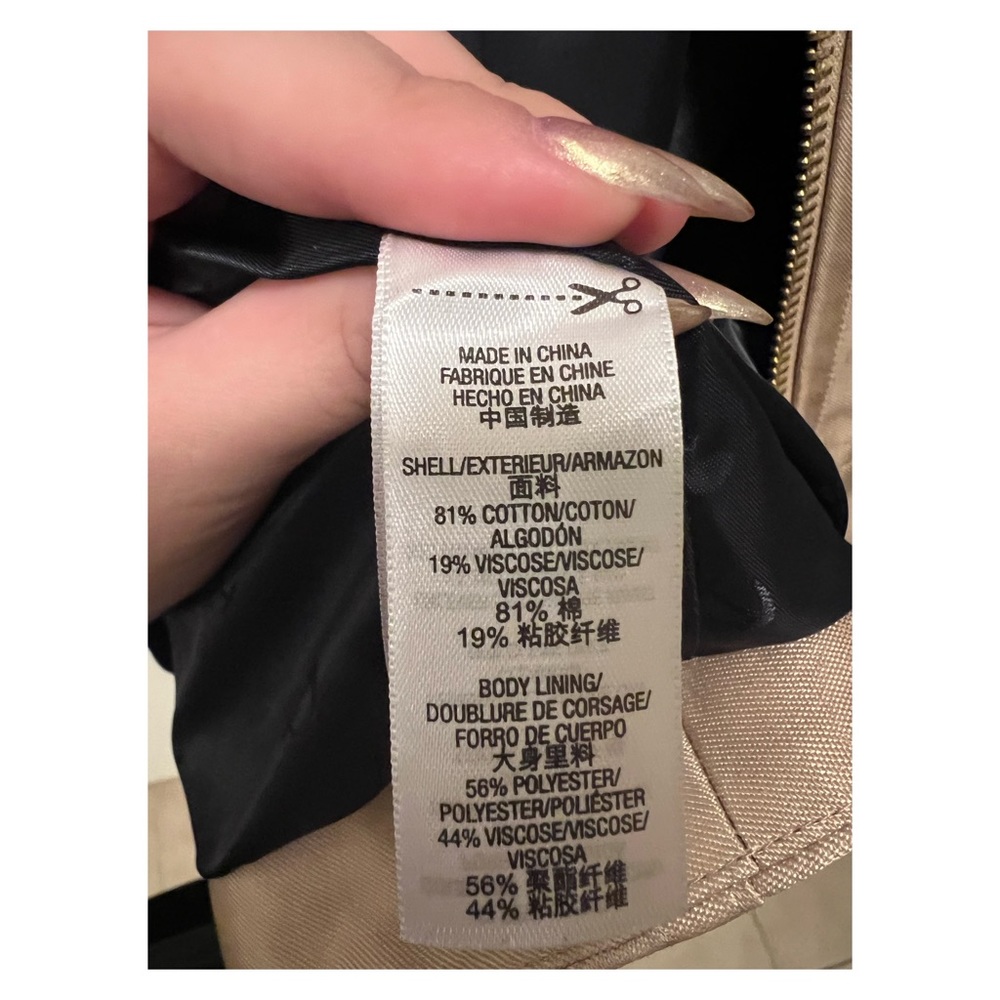 MADE IN CHINA
FABRIQUE EN CHINE
HECHO EN CHINA
中国制造
SHELL/EXTERIEUR/ARMAZON
面料
81% COTTON/COTON/
ALGODÓN
19% VISCOSE/VISCOSE/
VISCOSA
81% 棉
19% 粘胶纤维
BODY LINING/
DOUBLURE DE CORSAGE/
FORRO DE CUERPO
大身里料
56% POLYESTER/
POLYESTER/POLIÉSTER
44% VISCOSE/VISCOSE/
VISCOSA
56% 聚酯纤维
44% 粘胶纤维